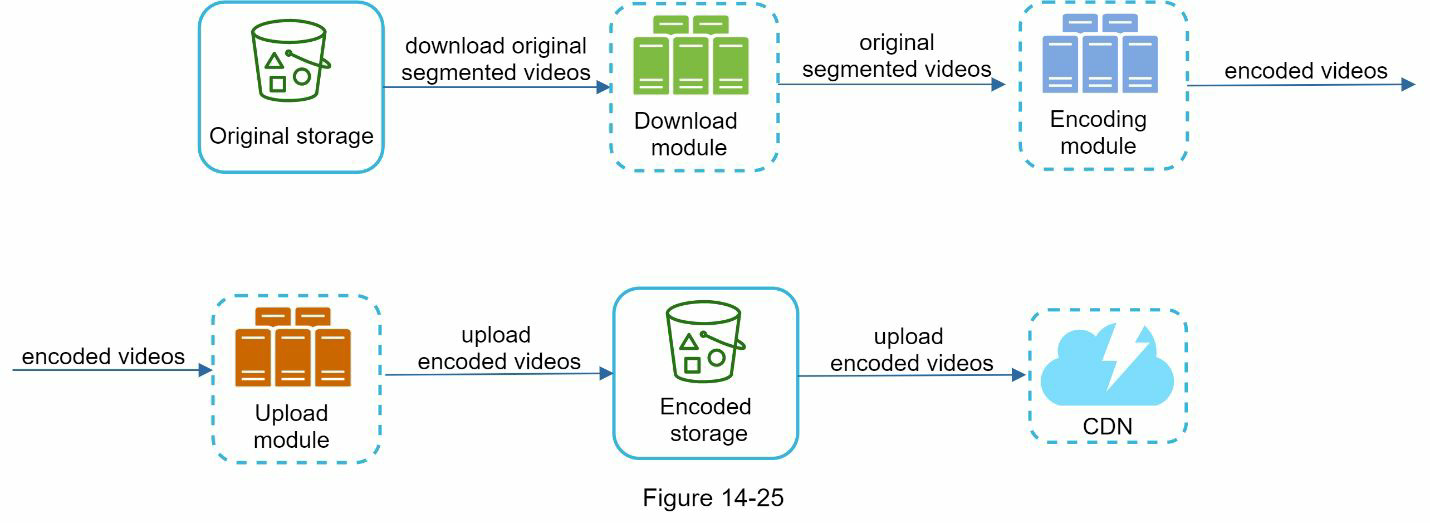 download original
segmented videos
original
segmented videos
encoded videos
Original storage
Download
module
Encoding
module
encoded videos
upload
encoded videos
upload
encoded videos
Upload
module
Encoded
storage
CDN
Figure 14-25